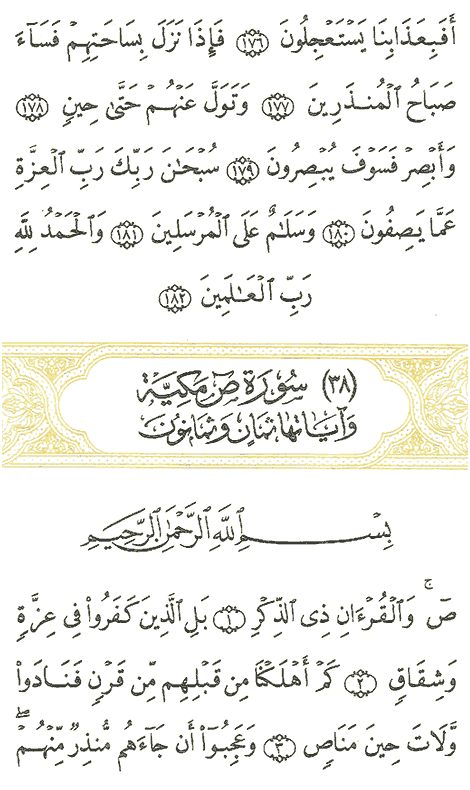 أَفَبِعَذَابِنَا يَسْتَعْجِلُونَ ﴿١٧٦﴾ فَإِذَا نَزَلَ بِسَاحَتِهِمْ فَسَآءَ
صَبَاحُ ٱلْمُنذَرِينَ ﴿١٧٧﴾ وَتَوَلَّ عَنْهُمْ حَتَّىٰ حِينٍ ﴿١٧٨﴾
وَأَبْصِرْ فَسَوْفَ يُبْصِرُونَ ﴿١٧٩﴾ سُبْحَٰنَ رَبِّكَ رَبِّ ٱلْعِزَّةِ
عَمَّا يَصِفُونَ ﴿١٨٠﴾ وَسَلَٰمٌ عَلَى ٱلْمُرْسَلِينَ ﴿١٨١﴾ وَٱلْحَمْدُ لِلَّهِ
رَبِّ ٱلْعَٰلَمِينَ ﴿١٨٢﴾
(٣٨) سُورَة صٓ مَكِيَّة
وَآيَاتُهَا ثَمَانٍ وَثَمَانُونَ
بِسْمِ ٱللَّهِ ٱلرَّحْمَٰنِ ٱلرَّحِيمِ
صٓ ۚ وَٱلْقُرْءَانِ ذِى ٱلذِّكْرِ ﴿١﴾ بَلِ ٱلَّذِينَ كَفَرُوا۟ فِى عِزَّةٍ
وَشِقَاقٍ ﴿٢﴾ كَمْ أَهْلَكْنَا مِن قَبْلِهِم مِّن قَرْنٍ فَنَادَوا۟
وَّلَاتَ حِينَ مَنَاصٍ ﴿٣﴾ وَعَجِبُوٓا۟ أَن جَآءَهُم مُّنذِرٌ مِّنْهُمْ ۖ